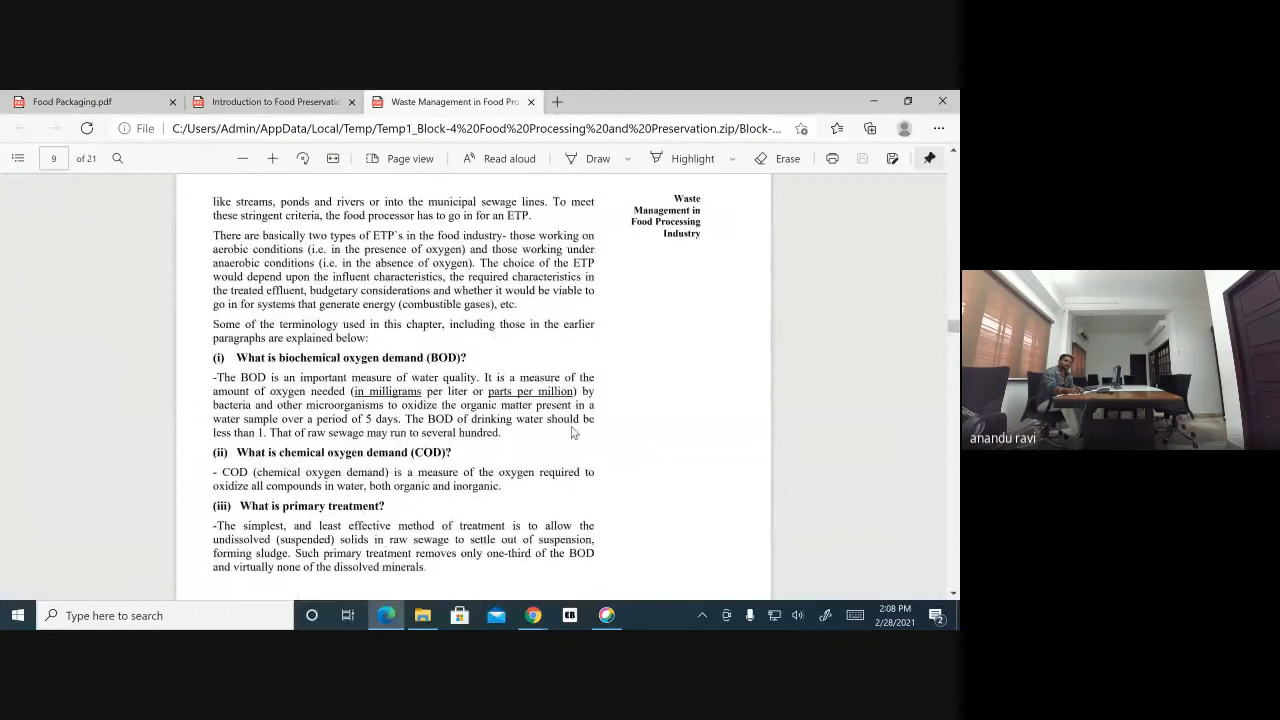 Food Packaging.pdf
Introduction to Food Preservatio
Waste Management in Food Pro
File
C:/Users/Admin/AppData/Local/Temp/Temp1_Block-4%20Food%20Processing%20and%20Preservation.zip/Block-...
9 of 21
Page view
Read aloud
Draw
Highlight
Erase
like streams, ponds and rivers or into the municipal sewage lines. To meet
these stringent criteria, the food processor has to go in for an ETP.
Waste
Management in
Food Processing
Industry
There are basically two types of ETP`s in the food industry- those working on
aerobic conditions (i.e. in the presence of oxygen) and those working under
anaerobic conditions (i.e. in the absence of oxygen). The choice of the ETP
would depend upon the influent characteristics, the required characteristics in
the treated effluent, budgetary considerations and whether it would be viable to
go in for systems that generate energy (combustible gases), etc.
Some of the terminology used in this chapter, including those in the earlier
paragraphs are explained below:
(i) What is biochemical oxygen demand (BOD)?
-The BOD is an important measure of water quality. It is a measure of the
amount of oxygen needed (in milligrams per liter or parts per million) by
bacteria and other microorganisms to oxidize the organic matter present in a
water sample over a period of 5 days. The BOD of drinking water should be
less than 1. That of raw sewage may run to several hundred.
(ii) What is chemical oxygen demand (COD)?
- COD (chemical oxygen demand) is a measure of the oxygen required to
oxidize all compounds in water, both organic and inorganic.
(iii) What is primary treatment?
-The simplest, and least effective method of treatment is to allow the
undissolved (suspended) solids in raw sewage to settle out of suspension,
forming sludge. Such primary treatment removes only one-third of the BOD
and virtually none of the dissolved minerals.
anandu ravi
Type here to search
2:08 PM
2/28/2021
2